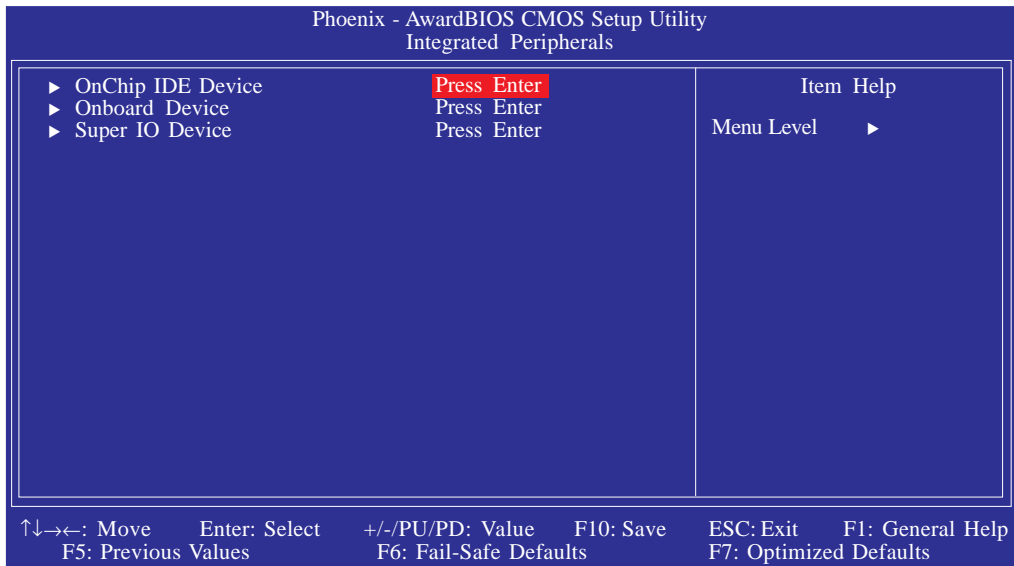 Phoenix - AwardBIOS CMOS Setup Utility
Integrated Peripherals
▶ OnChip IDE Device Press Enter
▶ Onboard Device Press Enter
▶ Super IO Device Press Enter
Item Help
Menu Level ▶
↑↓→←: Move Enter: Select +/-/PU/PD: Value F10: Save ESC: Exit F1: General Help
F5: Previous Values F6: Fail-Safe Defaults F7: Optimized Defaults